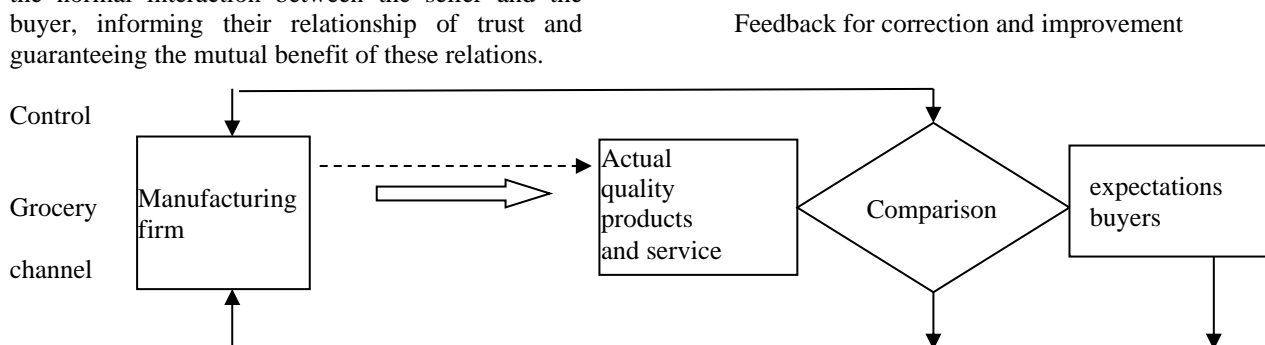 the normal interaction between the seller and the
buyer, informing their relationship of trust and
guaranteeing the mutual benefit of these relations.
Feedback for correction and improvement
Control
Grocery
channel
Manufacturing
firm
Actual
quality
products
and service
Comparison
expectations
buyers